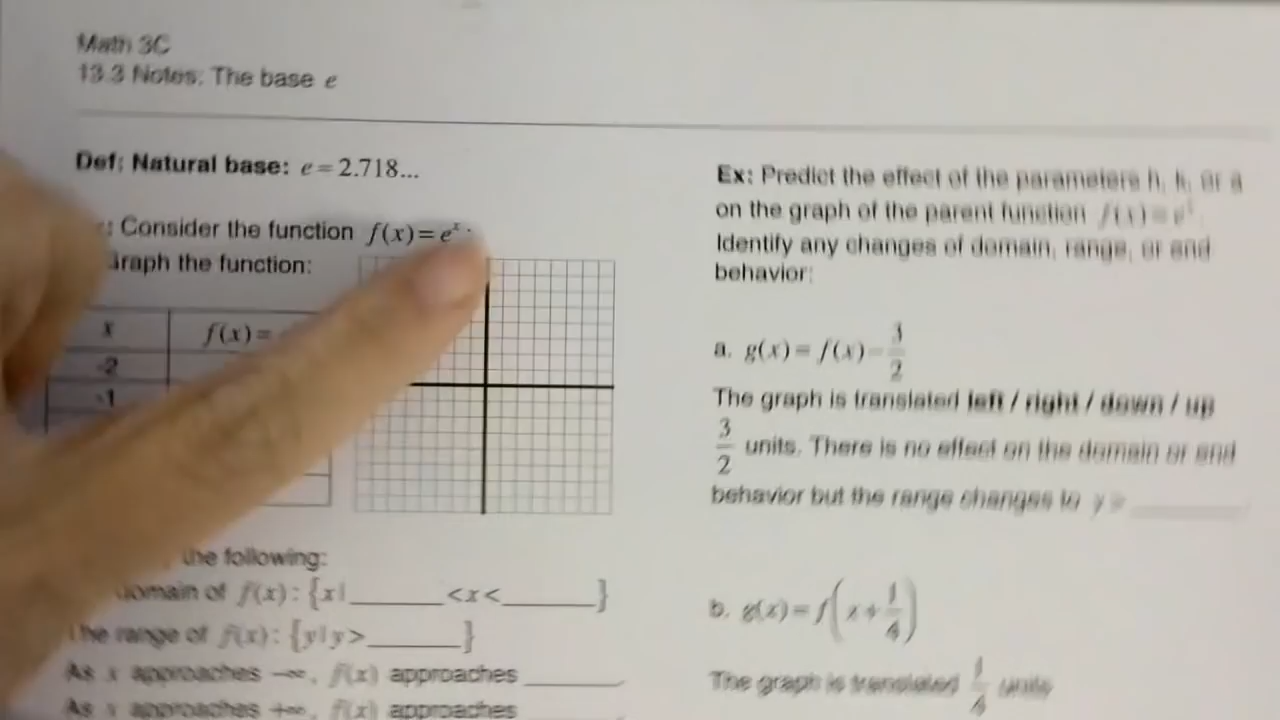 Math 3C
13.3 Notes: The base e
Def: Natural base: e = 2.718...
: Consider the function f(x) = e^x
Graph the function:
x f(x) =
-2
-1
the following:
domain of f(x): {x| ______ < x < ______ }
The range of f(x): {y| y > ______ }
As x approaches -∞, f(x) approaches ______
As x approaches +∞, f(x) approaches
Ex: Predict the effect of the parameters h, k, or a
on the graph of the parent function f(x) = e^x.
Identify any changes of domain, range, or end
behavior:
a. g(x) = f(x) - 3/2
The graph is translated left / right / down / up
3/2 units. There is no effect on the domain or end
behavior but the range changes to y > ______
b. g(x) = f(x + 1/4)
The graph is translated 1/4 units